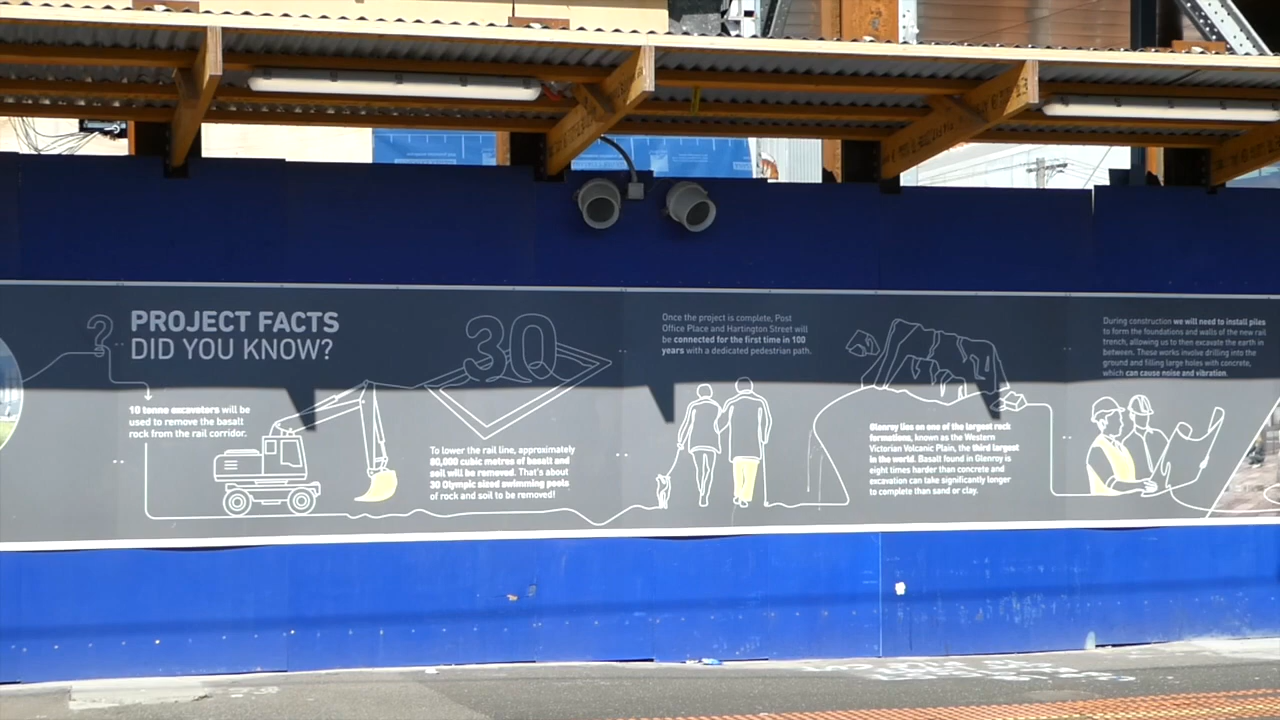 PROJECT FACTS
DID YOU KNOW?
10 tonne excavators will be
used to remove the basalt
rock from the rail corridor.
30
To lower the rail line, approximately
80,000 cubic metres of basalt and
soil will be removed. That's about
30 Olympic sized swimming pools
of rock and soil to be removed!
Once the project is complete, Post
Office Place and Hartington Street will
be connected for the first time in 100
years with a dedicated pedestrian path.
Glenroy lies on one of the largest rock
formations, known as the Western
Victorian Volcanic Plain, the third largest
in the world. Basalt found in Glenroy is
eight times harder than concrete and
excavation can take significantly longer
to complete than sand or clay.
During construction we will need to install piles
to form the foundations and walls of the new rail
trench, allowing us to then excavate the earth in
between. These works involve drilling into the
ground and filling large holes with concrete,
which can cause noise and vibration.